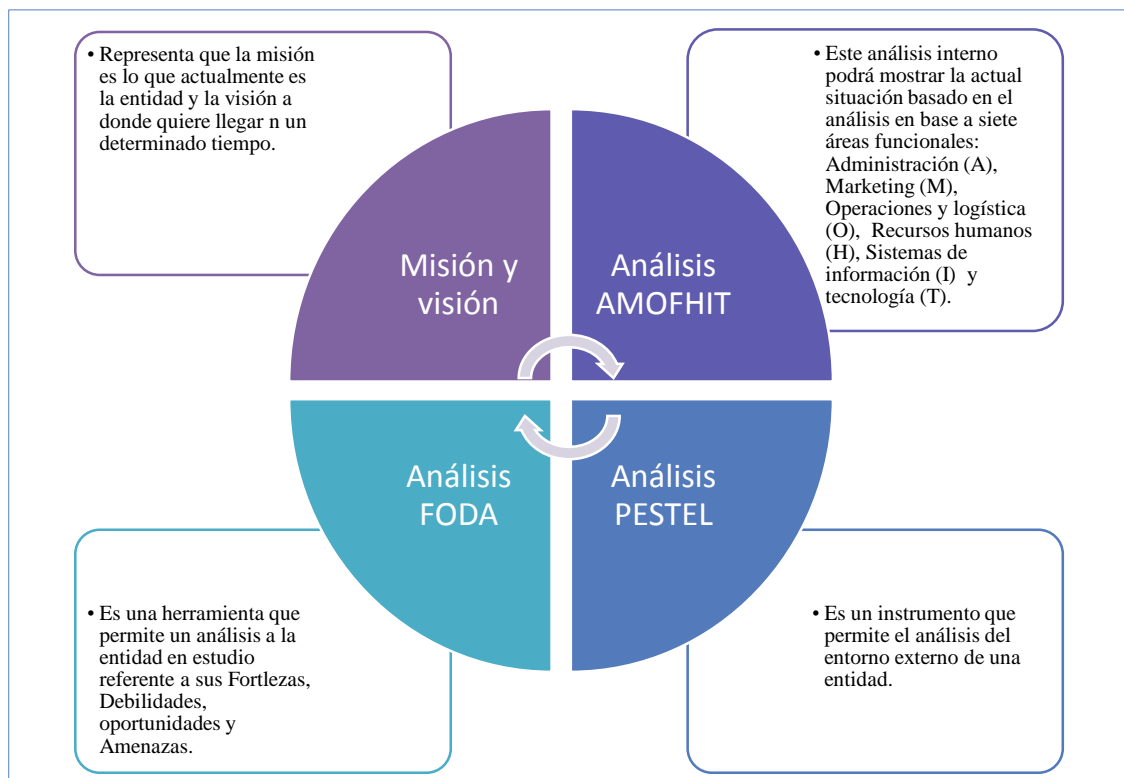 • Representa que la misión
es lo que actualmente es
la entidad y la visión a
donde quiere llegar n un
determinado tiempo.
• Este análisis interno
podrá mostrar la actual
situación basado en el
análisis en base a siete
áreas funcionales:
Administración (A),
Marketing (M),
Operaciones y logística
(O), Recursos humanos
(H), Sistemas de
información (I) y
tecnología (T).
Misión y
visión
Análisis
AMOFHIT
Análisis
FODA
Análisis
PESTEL
• Es una herramienta que
permite un análisis a la
entidad en estudio
referente a sus Fortlezas,
Debilidades,
oportunidades y
Amenazas.
• Es un instrumento que
permite el análisis del
entorno externo de una
entidad.